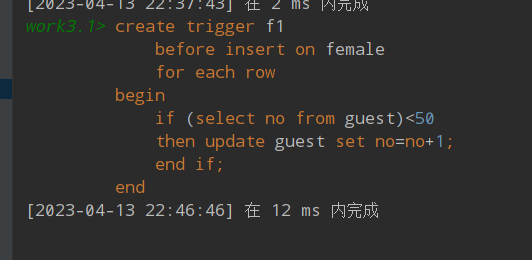 [2023-04-13 22:37:43] 在 2 ms 内完成
work3.1> create trigger f1
before insert on female
for each row
begin
if (select no from guest)<50
then update guest set no=no+1;
end if;
end
[2023-04-13 22:46:46] 在 12 ms 内完成